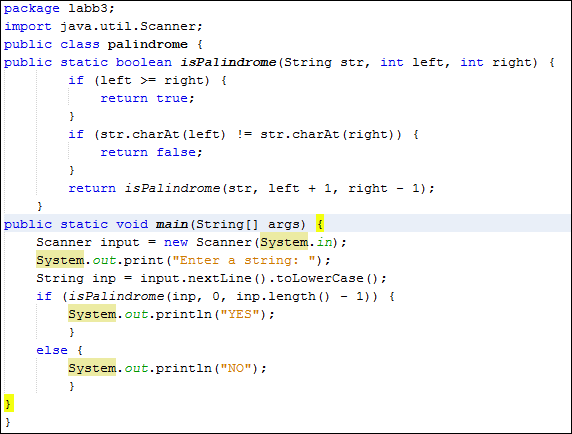 package labb3;
import java.util.Scanner;
public class palindrome {
public static boolean isPalindrome(String str, int left, int right) {
        if (left >= right) {
            return true;
        }
        if (str.charAt(left) != str.charAt(right)) {
            return false;
        }
        return isPalindrome(str, left + 1, right - 1);
    }
public static void main(String[] args) {
    Scanner input = new Scanner(System.in);
    System.out.print("Enter a string: ");
    String inp = input.nextLine().toLowerCase();
    if (isPalindrome(inp, 0, inp.length() - 1)) {
        System.out.println("YES");
        }
    else {
        System.out.println("NO");
        }
}
}